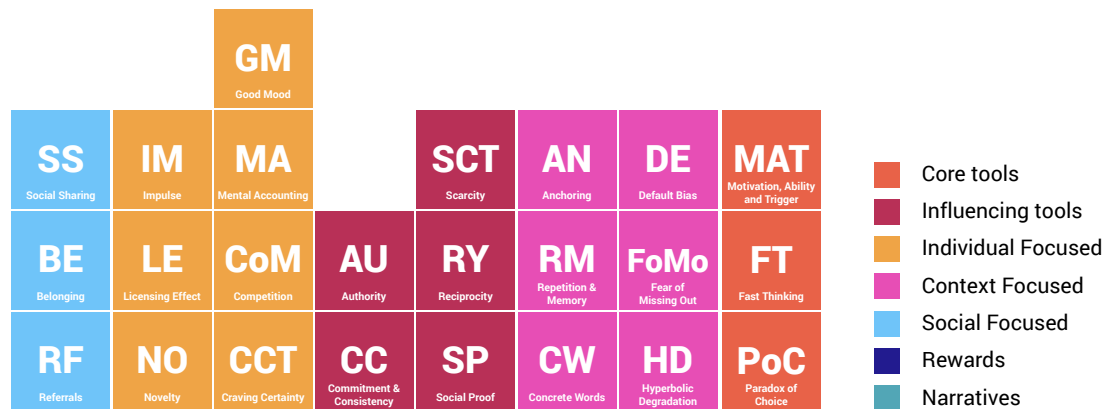 GM
Good Mood
SS
Social Sharing
IM
Impulse
MA
Mental Accounting
SCT
Scarcity
AN
Anchoring
DE
Default Bias
MAT
Motivation, Ability
and Trigger
BE
Belonging
LE
Licensing Effect
CoM
Competition
AU
Authority
RY
Reciprocity
RM
Repetition &
Memory
FoMo
Fear of
Missing Out
FT
Fast Thinking
RF
Referrals
NO
Novelty
CCT
Craving Certainty
CC
Commitment &
Consistency
SP
Social Proof
CW
Concrete Words
HD
Hyperbolic
Degradation
PoC
Paradox of
Choice
Core tools
Influencing tools
Individual Focused
Context Focused
Social Focused
Rewards
Narratives